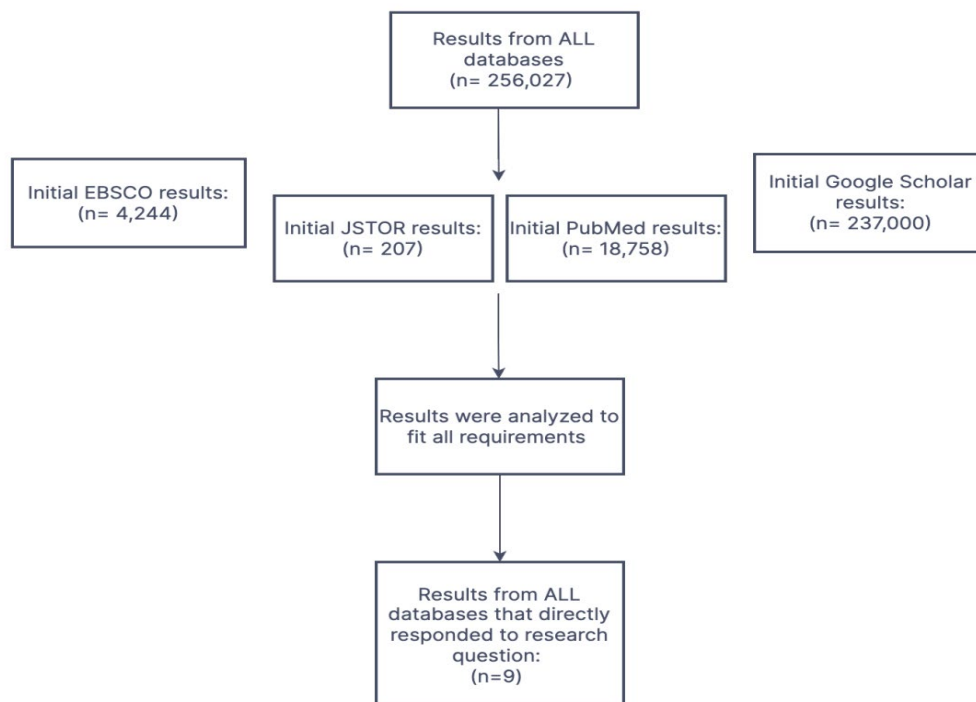 Results from ALL
databases
(n= 256,027)
Initial EBSCO results:
(n= 4,244)
Initial JSTOR results:
(n= 207)
Initial PubMed results:
(n= 18,758)
Initial Google Scholar
results:
(n= 237,000)
Results were analyzed to
fit all requirements
Results from ALL
databases that directly
responded to research
question:
(n=9)